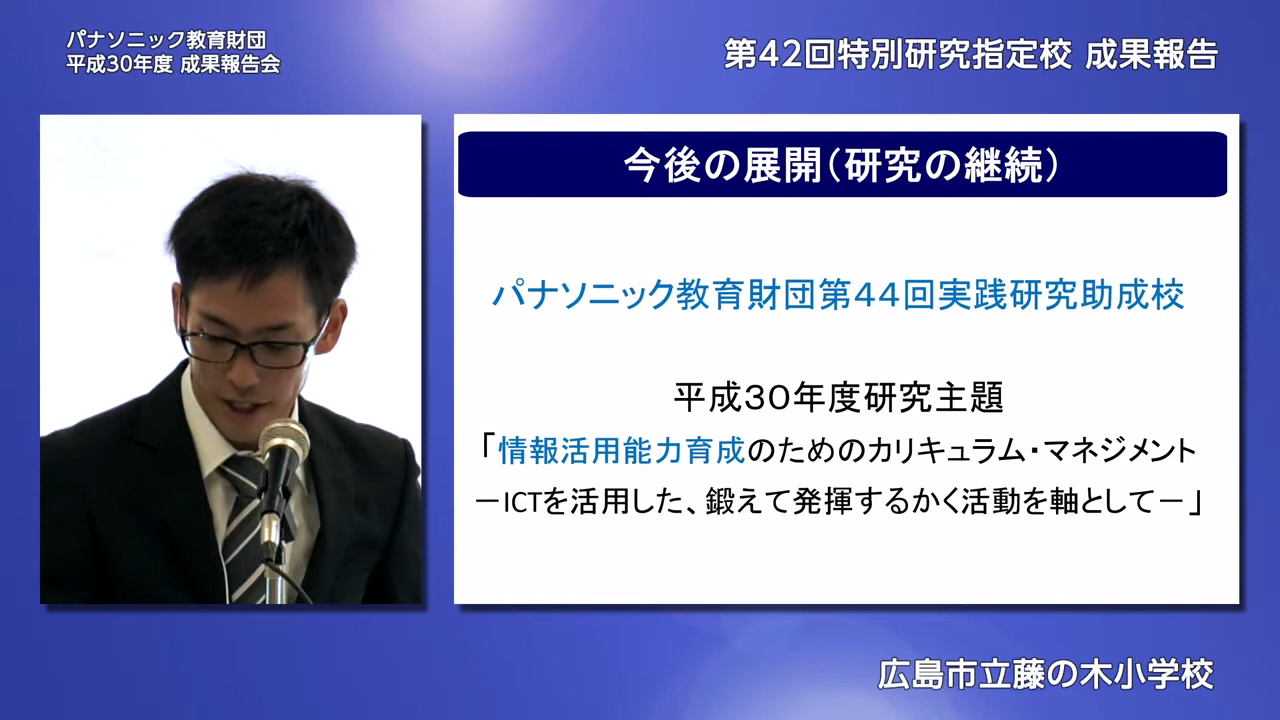 パナソニック教育財団
平成30年度 成果報告会
第42回特別研究指定校 成果報告
今後の展開(研究の継続)
パナソニック教育財団第44回実践研究助成校
平成30年度研究主題
「情報活用能力育成のためのカリキュラム・マネジメント
－ICTを活用した、鍛えて発揮するかく活動を軸として－」
広島市立藤の木小学校